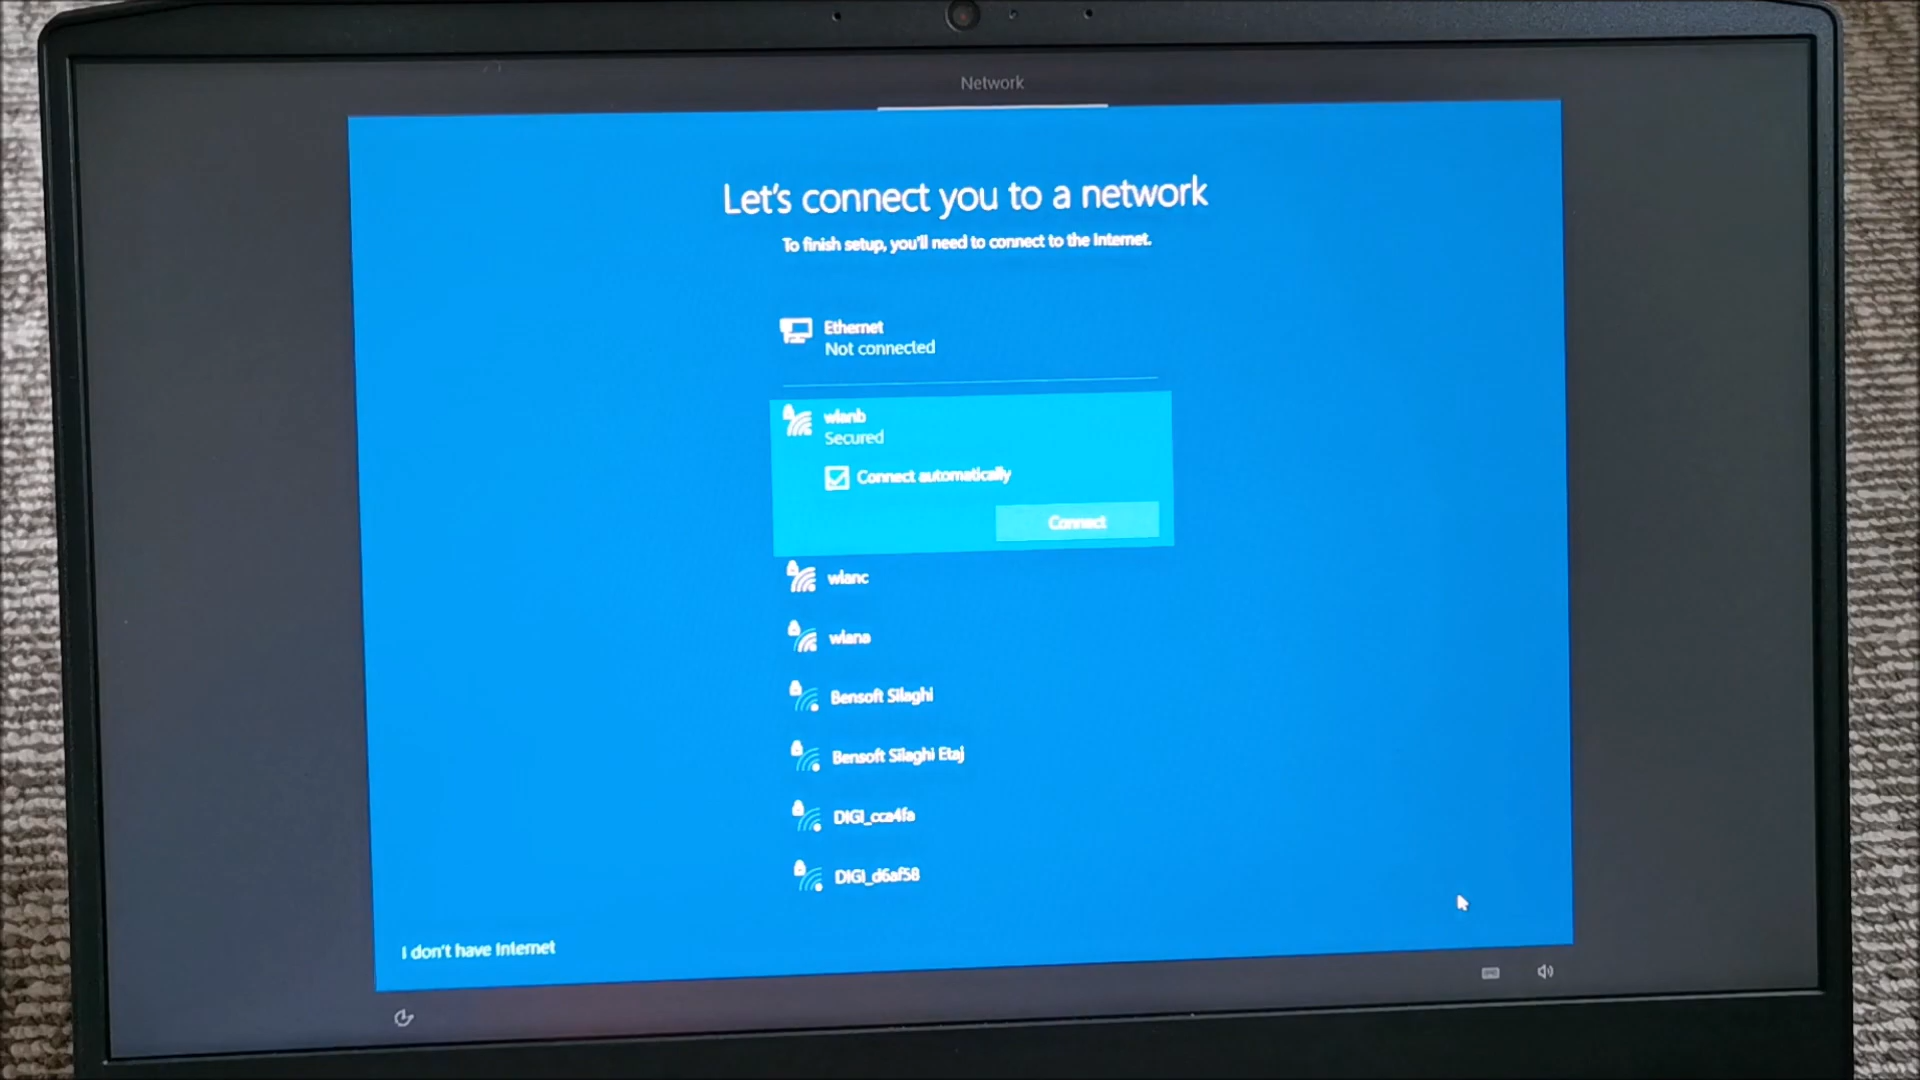 Network
Let's connect you to a network
To finish setup, you'll need to connect to the Internet.
Ethernet
Not connected
wlanb
Secured
Connect automatically
Connect
wlanc
wlana
Bensoft Silaghi
Bensoft Silaghi Etaj
DIGI_cca4fa
DIGI_d6af58
I don't have Internet